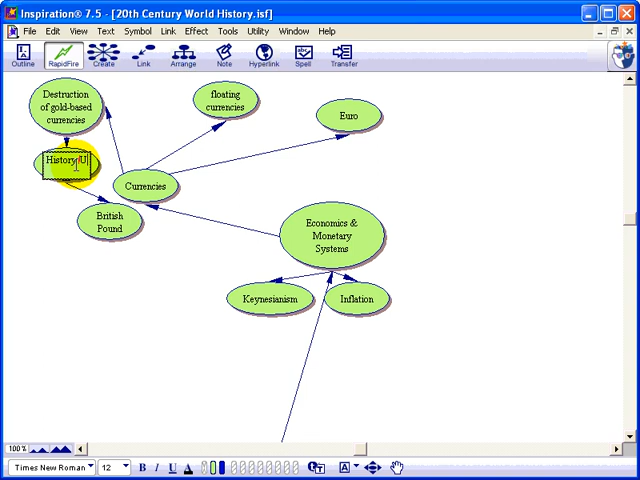 Inspiration® 7.5 - [20th Century World History.isf]
File Edit View Text Symbol Link Effect Tools Utility Window Help
Outline RapidFire Create Link Arrange Note Hyperlink Spell Transfer
Destruction
of gold-based
currencies
floating
currencies
Euro
History U
Currencies
British
Pound
Economics &
Monetary
Systems
Keynesianism
Inflation
100%
Times New Roman 12 B I U A A